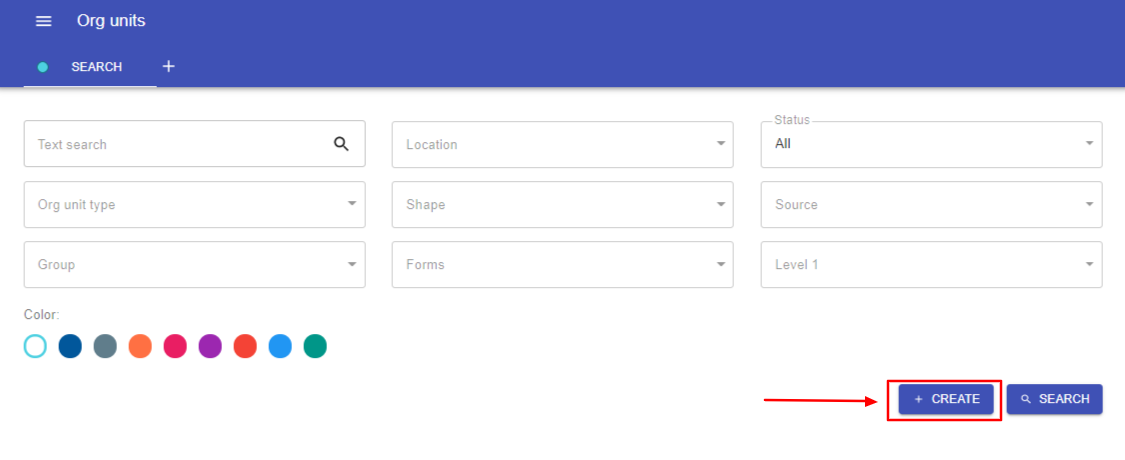 Org units
SEARCH +
Text search
Location
Status
All
Org unit type
Shape
Source
Group
Forms
Level 1
Color:
+ CREATE
SEARCH